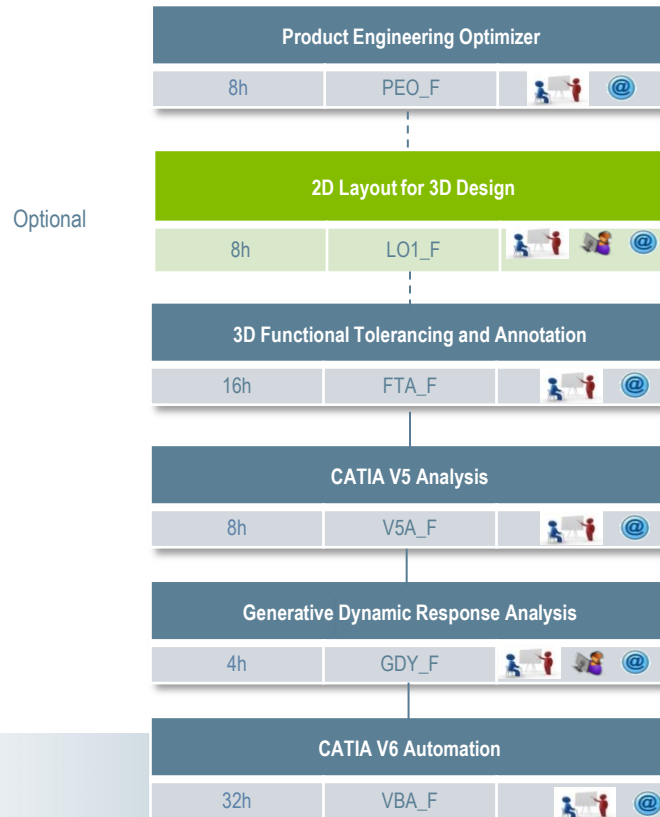 Product Engineering Optimizer
8h PEO_F @
2D Layout for 3D Design
Optional
8h LO1_F @
3D Functional Tolerancing and Annotation
16h FTA_F @
CATIA V5 Analysis
8h V5A_F @
Generative Dynamic Response Analysis
4h GDY_F @
CATIA V6 Automation
32h VBA_F @